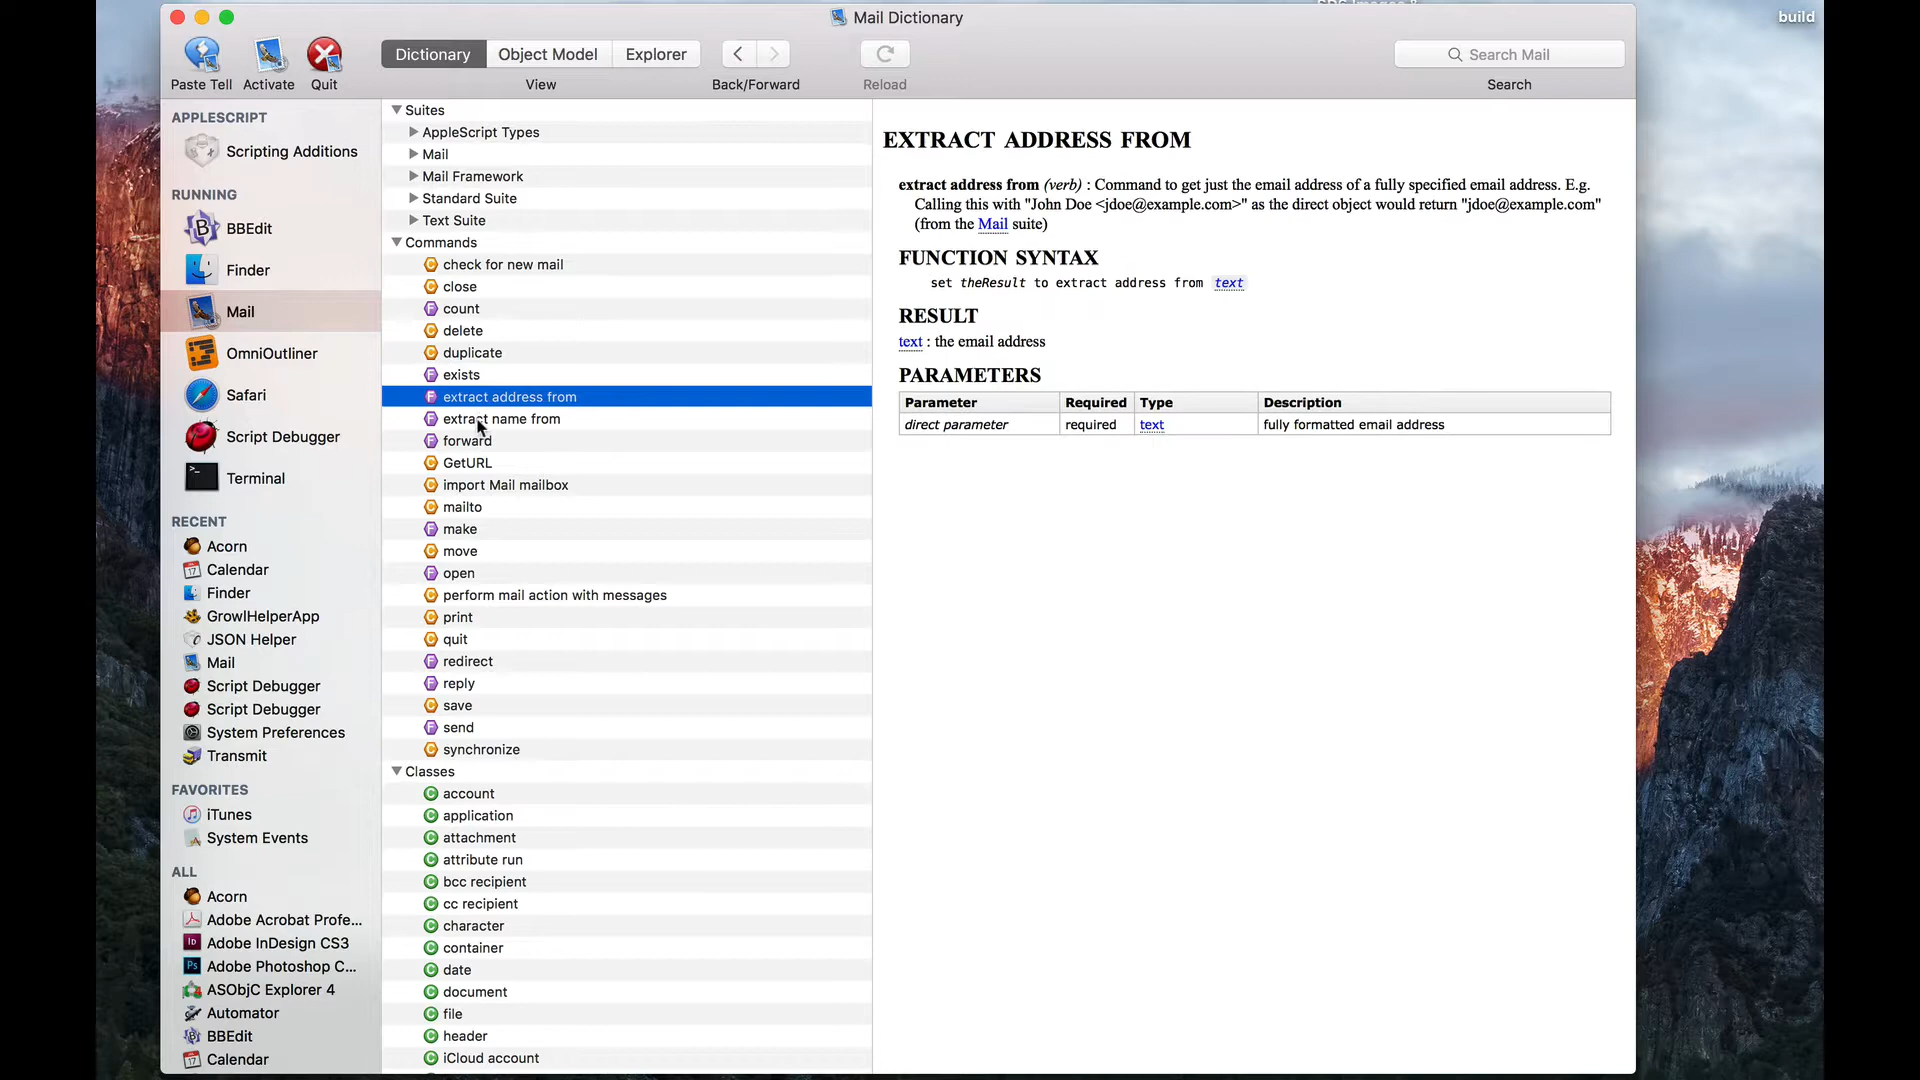 Mail Dictionary
build
Paste Tell
Activate
Quit
Dictionary
Object Model
Explorer
View
Back/Forward
Reload
Search Mail
Search
APPLESCRIPT
Scripting Additions
RUNNING
BBEdit
Finder
Mail
OmniOutliner
Safari
Script Debugger
Terminal
RECENT
Acorn
Calendar
Finder
GrowlHelperApp
JSON Helper
Mail
Script Debugger
Script Debugger
System Preferences
Transmit
FAVORITES
iTunes
System Events
ALL
Acorn
Adobe Acrobat Profe...
Adobe InDesign CS3
Adobe Photoshop C...
ASObjC Explorer 4
Automator
BBEdit
Calendar
Suites
AppleScript Types
Mail
Mail Framework
Standard Suite
Text Suite
Commands
check for new mail
close
count
delete
duplicate
exists
extract address from
extract name from
forward
GetURL
import Mail mailbox
mailto
make
move
open
perform mail action with messages
print
quit
redirect
reply
save
send
synchronize
Classes
account
application
attachment
attribute run
bcc recipient
cc recipient
character
container
date
document
file
header
iCloud account
EXTRACT ADDRESS FROM
extract address from (verb) : Command to get just the email address of a fully specified email address. E.g.
Calling this with "John Doe <jdoe@example.com>" as the direct object would return "jdoe@example.com"
(from the Mail suite)
FUNCTION SYNTAX
set theResult to extract address from text
RESULT
text : the email address
PARAMETERS
Parameter Required Type Description
direct parameter required text fully formatted email address